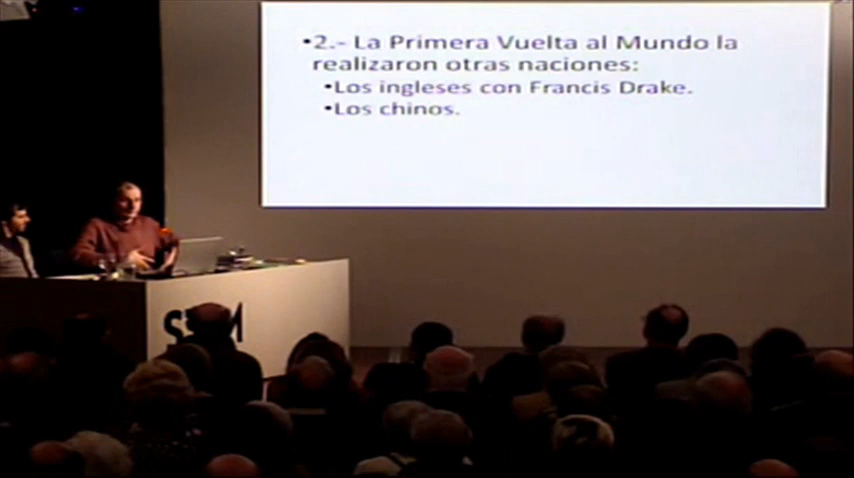 •2.- La Primera Vuelta al Mundo la
realizaron otras naciones:
•Los ingleses con Francis Drake.
•Los chinos.